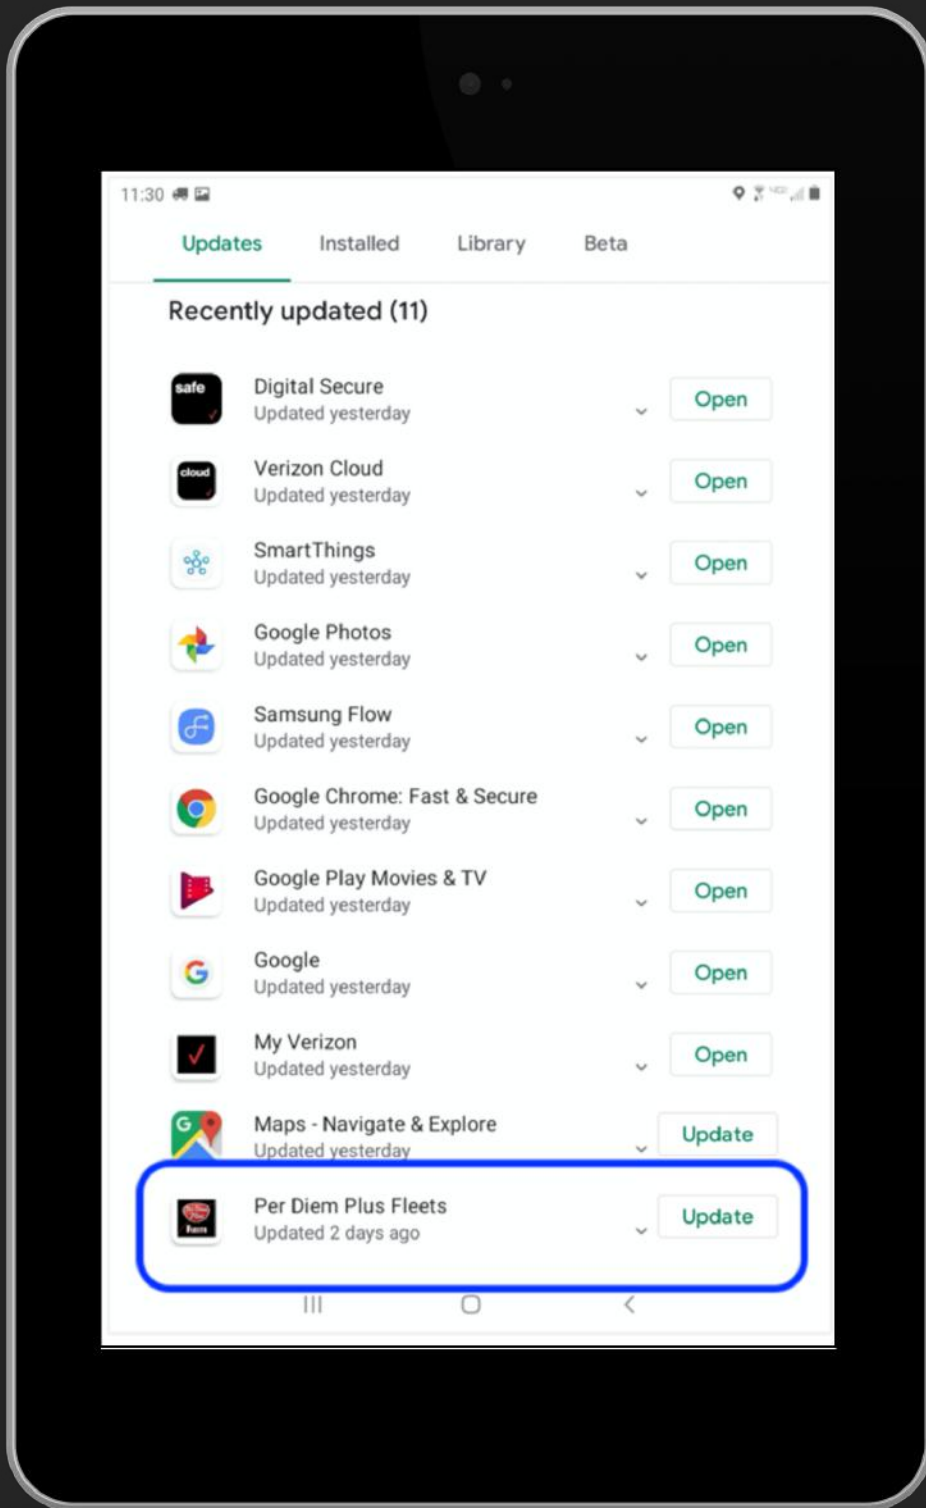 11:30
Updates Installed Library Beta
Recently updated (11)
safe
Digital Secure
Updated yesterday
Open
cloud
Verizon Cloud
Updated yesterday
Open
SmartThings
Updated yesterday
Open
Google Photos
Updated yesterday
Open
Samsung Flow
Updated yesterday
Open
Google Chrome: Fast & Secure
Updated yesterday
Open
Google Play Movies & TV
Updated yesterday
Open
G
Google
Updated yesterday
Open
My Verizon
Updated yesterday
Open
G
Maps - Navigate & Explore
Updated yesterday
Update
Per Diem Plus Fleets
Updated 2 days ago
Update